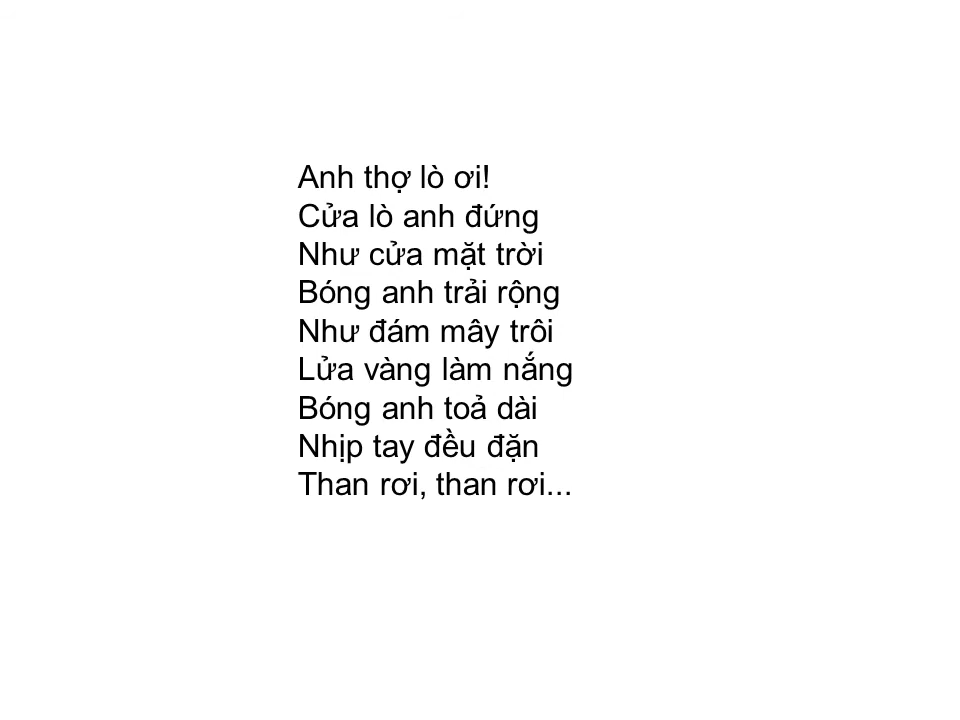 Anh thợ lò ơi!
Cửa lò anh đứng
Như cửa mặt trời
Bóng anh trải rộng
Như đám mây trôi
Lửa vàng làm nắng
Bóng anh toả dài
Nhịp tay đều đặn
Than rơi, than rơi...